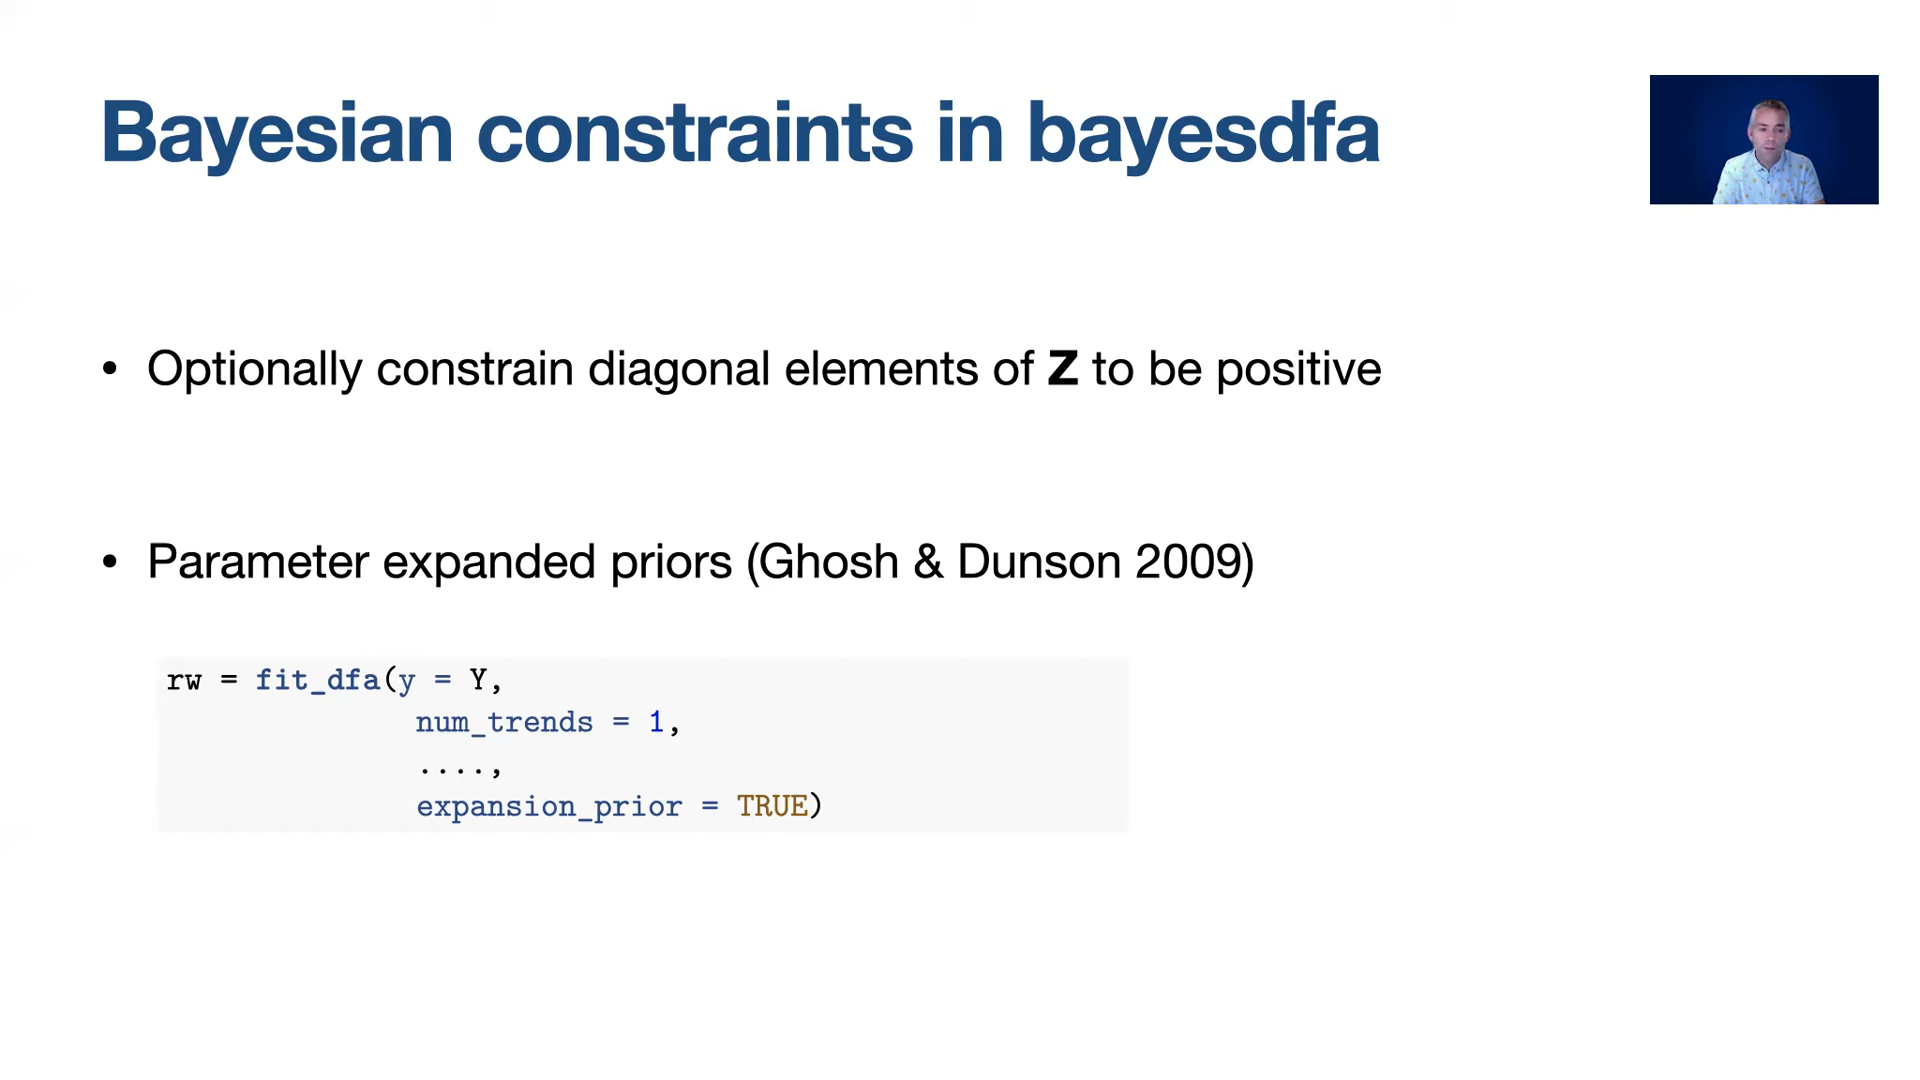 Bayesian constraints in bayesdfa
• Optionally constrain diagonal elements of Z to be positive
• Parameter expanded priors (Ghosh & Dunson 2009)
rw = fit_dfa(y = Y,
num_trends = 1,
....,
expansion_prior = TRUE)